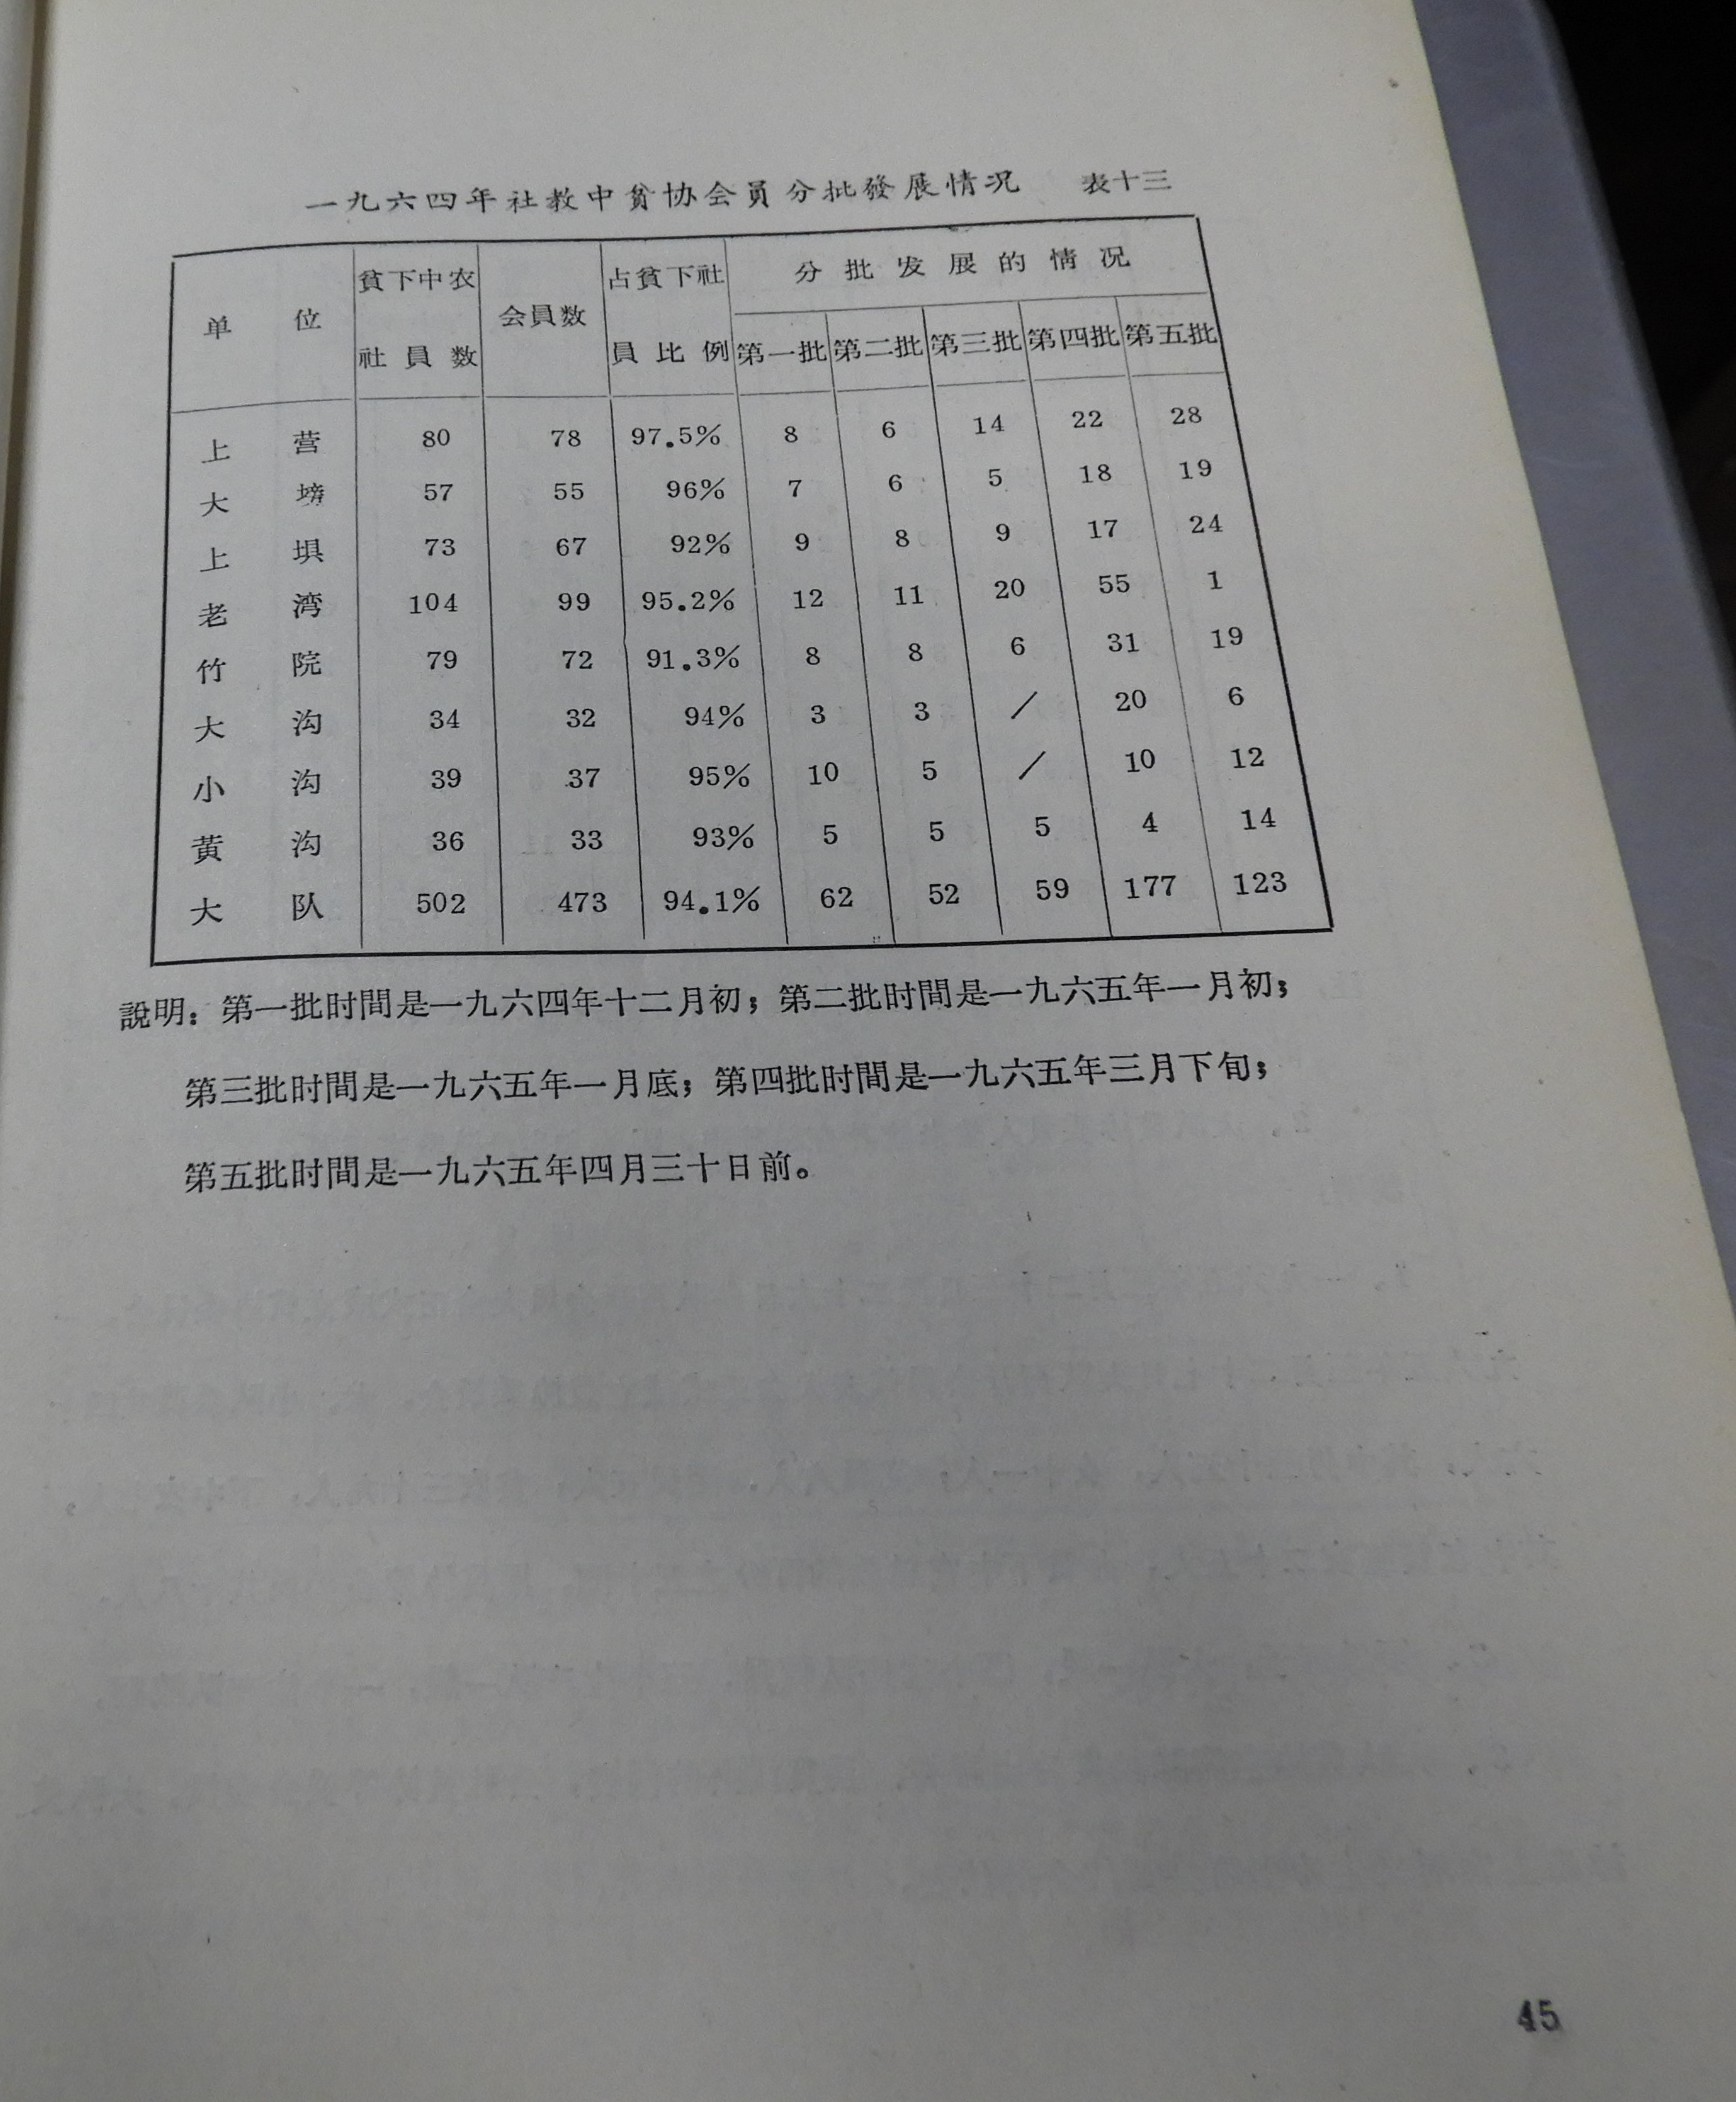 一九六四年社教中貧协会員分批發展情况 表十三
单位 貧下中农社員数 会員数 占貧下社員比例 分批发展的情况
第一批 第二批 第三批 第四批 第五批
上营 80 78 97.5% 8 6 14 22 28
大塝 57 55 96% 7 6 5 18 19
上垻 73 67 92% 9 8 9 17 24
老湾 104 99 95.2% 12 11 20 55 1
竹院 79 72 91.3% 8 8 6 31 19
大沟 34 32 94% 3 3 / 20 6
小沟 39 37 95% 10 5 / 10 12
黄沟 36 33 93% 5 5 5 4 14
大队 502 473 94.1% 62 52 59 177 123
說明：第一批时間是一九六四年十二月初；第二批时間是一九六五年一月初；
第三批时間是一九六五年一月底；第四批时間是一九六五年三月下旬；
第五批时間是一九六五年四月三十日前。
45